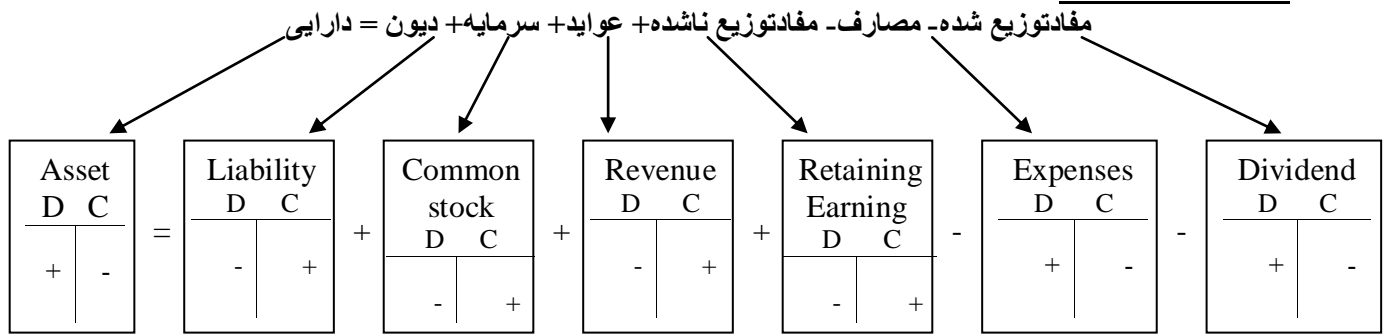 مفادتوزیع شده- مصارف- مفادتوزیع ناشده+ عواید+ سرمایه+ دیون = دارایی
Asset
D C
+ -
=
Liability
D C
- +
+
Common
stock
D C
- +
+
Revenue
D C
- +
+
Retaining
Earning
D C
- +
-
Expenses
D C
+ -
-
Dividend
D C
+ -